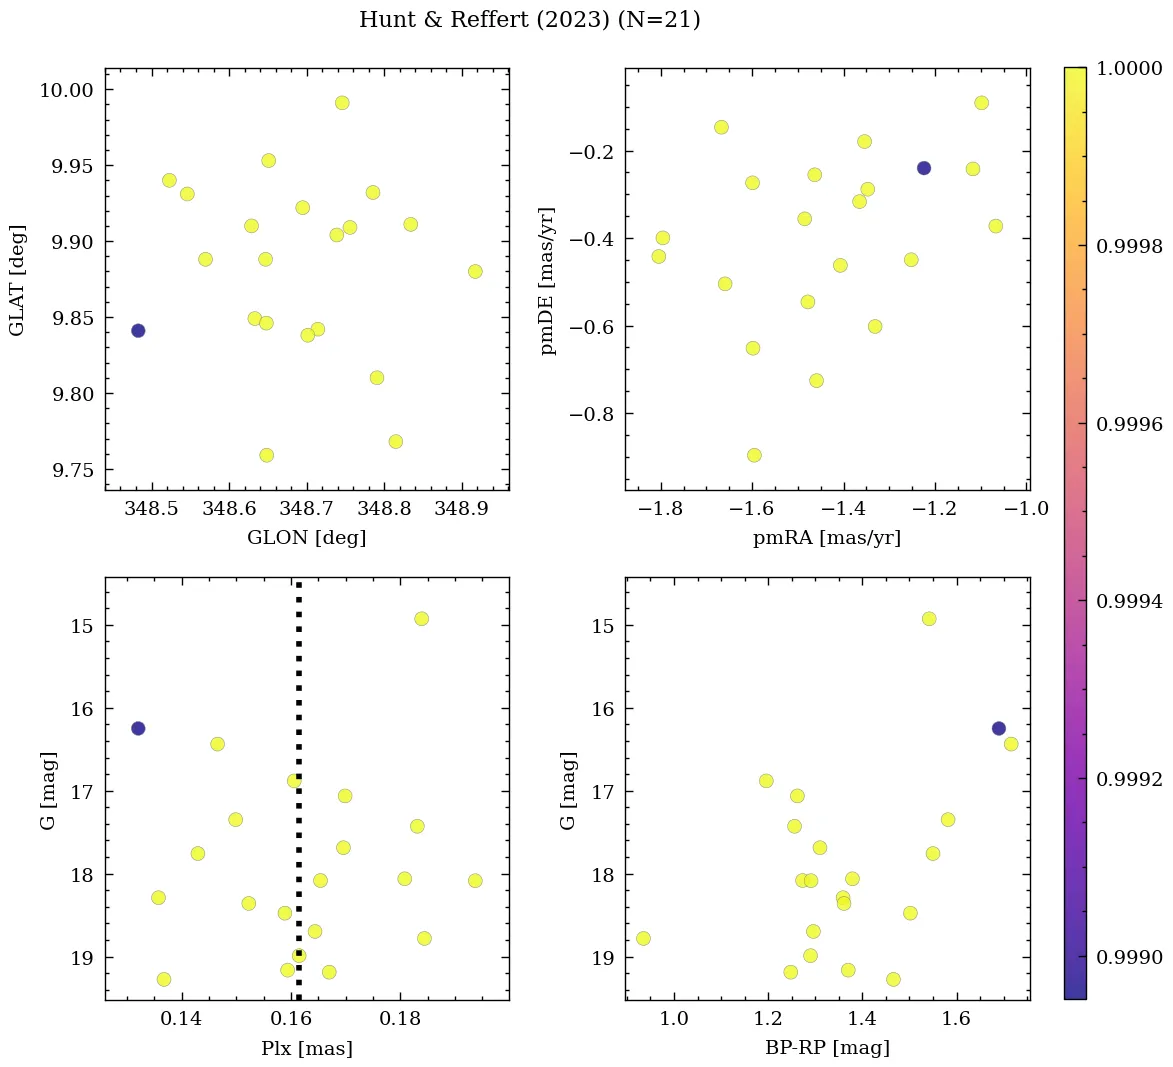 Hunt & Reffert (2023) (N=21)
10.00
9.95
9.90
9.85
9.80
9.75
GLAT [deg]
348.5 348.6 348.7 348.8 348.9
GLON [deg]
−0.2
−0.4
−0.6
−0.8
pmDE [mas/yr]
−1.8 −1.6 −1.4 −1.2 −1.0
pmRA [mas/yr]
15
16
17
18
19
G [mag]
0.14 0.16 0.18
Plx [mas]
15
16
17
18
19
G [mag]
1.0 1.2 1.4 1.6
BP-RP [mag]
1.0000
0.9998
0.9996
0.9994
0.9992
0.9990